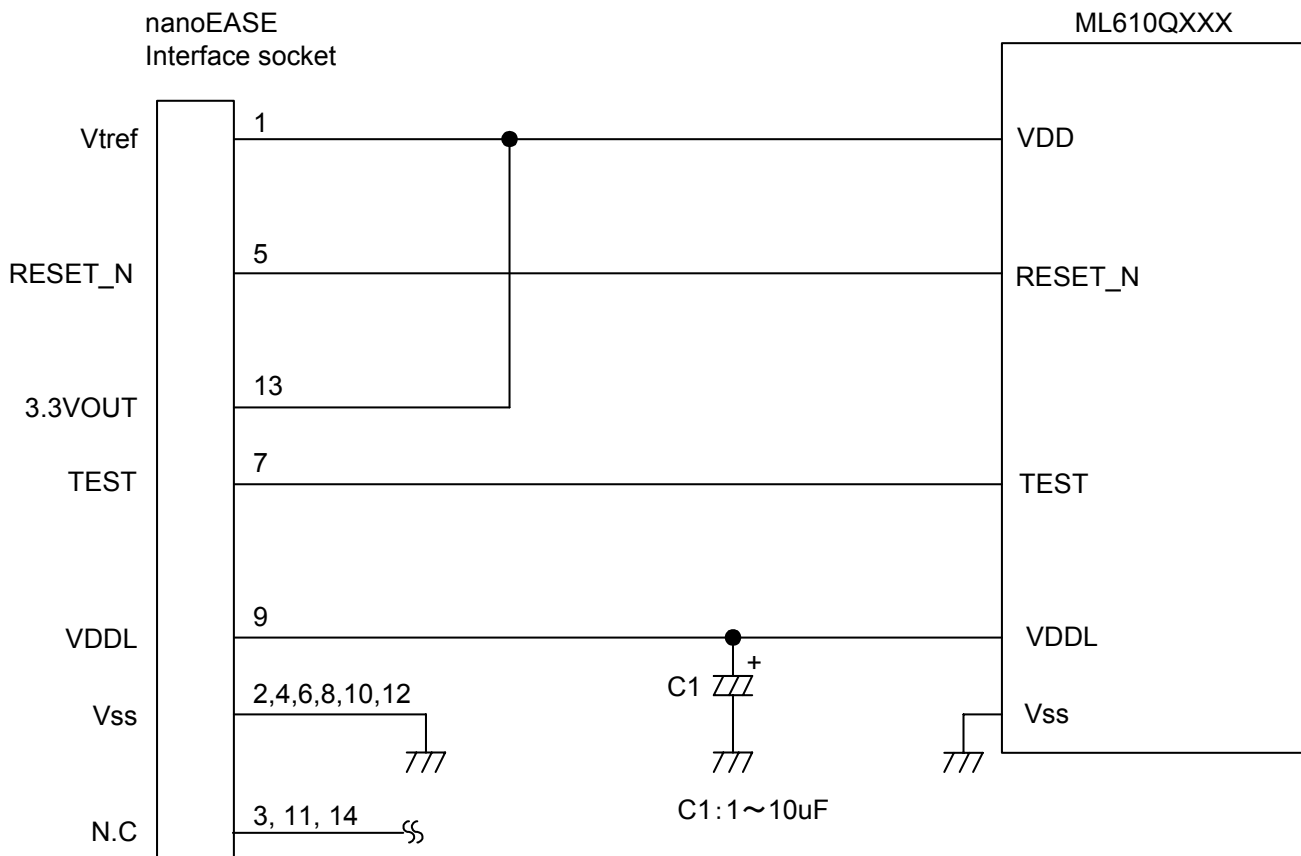 nanoEASE
Interface socket
ML610QXXX
Vtref
1
VDD
RESET_N
5
RESET_N
3.3VOUT
13
TEST
7
TEST
VDDL
9
VDDL
C1
+
Vss
2,4,6,8,10,12
Vss
C1:1～10uF
N.C
3, 11, 14